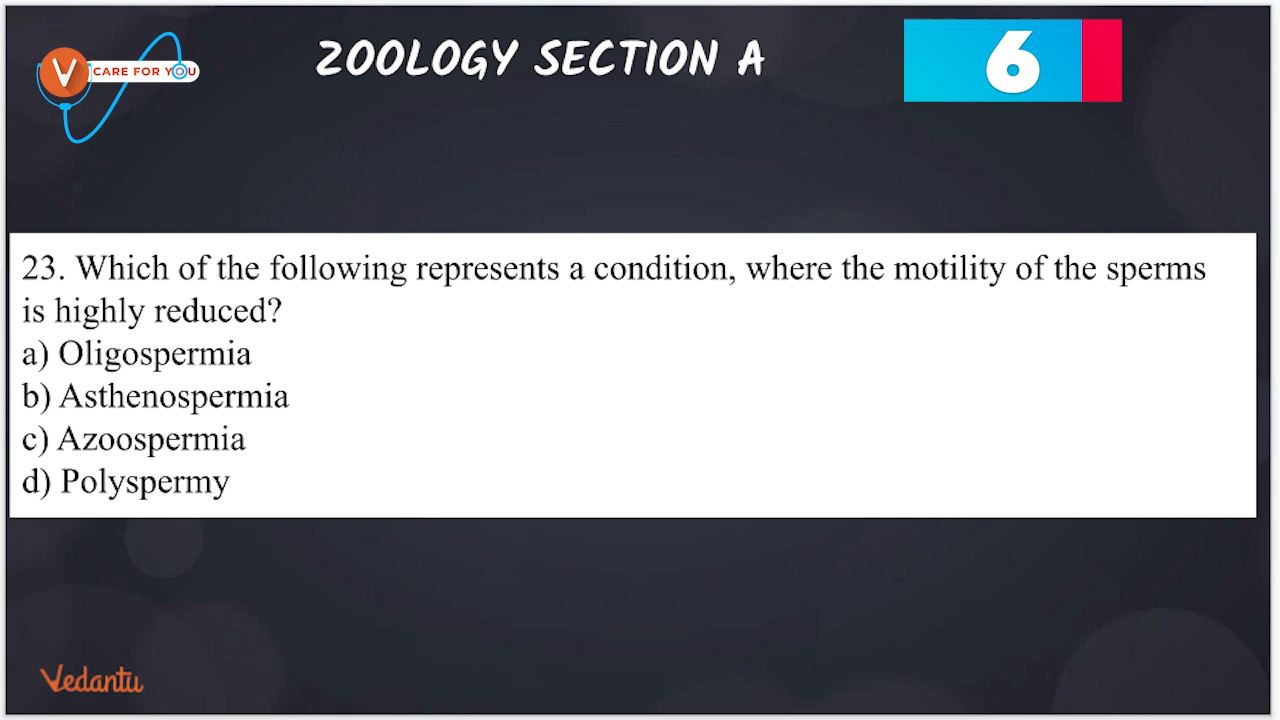 V CARE FOR YOU
ZOOLOGY SECTION A
6
23. Which of the following represents a condition, where the motility of the sperms
is highly reduced?
a) Oligospermia
b) Asthenospermia
c) Azoospermia
d) Polyspermy
Vedantu